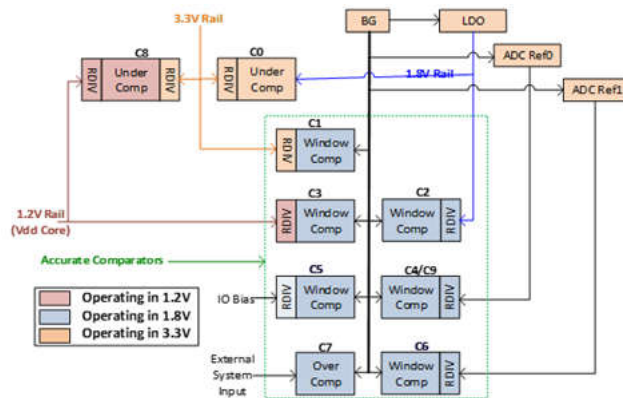 3.3V Rail
BG
LDO
C8
C0
RDIV
Under
Comp
RDIV
RDIV
Under
Comp
1.8V Rail
ADC Ref0
ADC Ref1
C1
RDIV
Window
Comp
C3
RDIV
Window
Comp
C2
Window
Comp
RDIV
1.2V Rail
(Vdd Core)
Accurate Comparators
C5
RDIV
Window
Comp
C4/C9
Window
Comp
RDIV
IO Bias
Operating in 1.2V
Operating in 1.8V
Operating in 3.3V
C7
Over
Comp
C6
Window
Comp
RDIV
External
System
Input